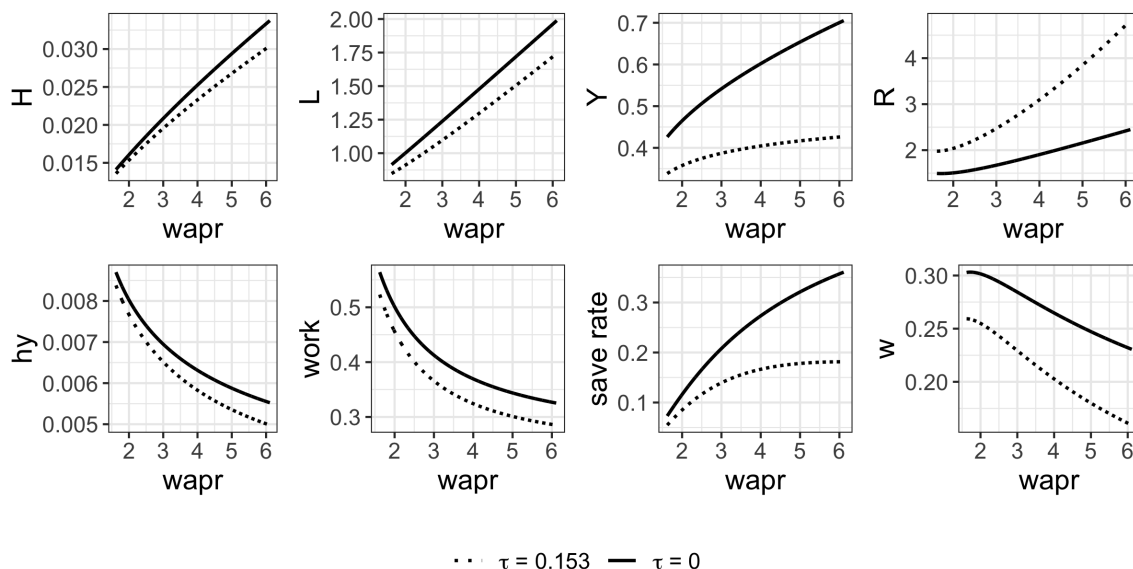 H
0.030
0.025
0.020
0.015
2 3 4 5 6
wapr
L
2.00
1.75
1.50
1.25
1.00
2 3 4 5 6
wapr
Y
0.7
0.6
0.5
0.4
2 3 4 5 6
wapr
R
4
3
2
2 3 4 5 6
wapr
hy
0.008
0.007
0.006
0.005
2 3 4 5 6
wapr
work
0.5
0.4
0.3
2 3 4 5 6
wapr
save rate
0.3
0.2
0.1
2 3 4 5 6
wapr
w
0.30
0.25
0.20
2 3 4 5 6
wapr
τ = 0.153 τ = 0